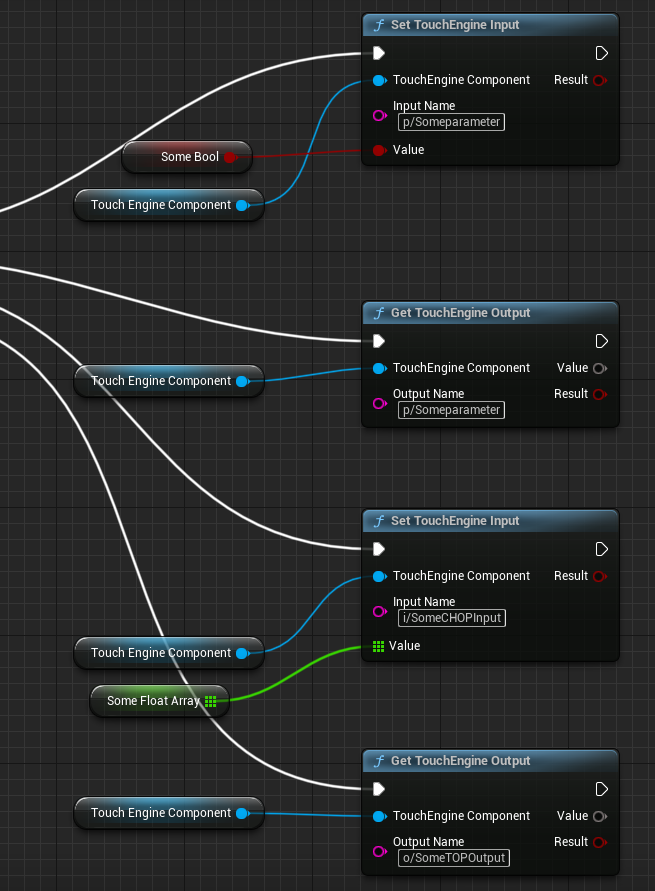 Set TouchEngine Input
TouchEngine Component Result
Input Name
p/Someparameter
Some Bool Value
Touch Engine Component
Get TouchEngine Output
Touch Engine Component TouchEngine Component Value
Output Name Result
p/Someparameter
Set TouchEngine Input
TouchEngine Component Result
Input Name
i/SomeCHOPInput
Touch Engine Component Value
Some Float Array
Get TouchEngine Output
Touch Engine Component TouchEngine Component Value
Output Name Result
o/SomeTOPOutput